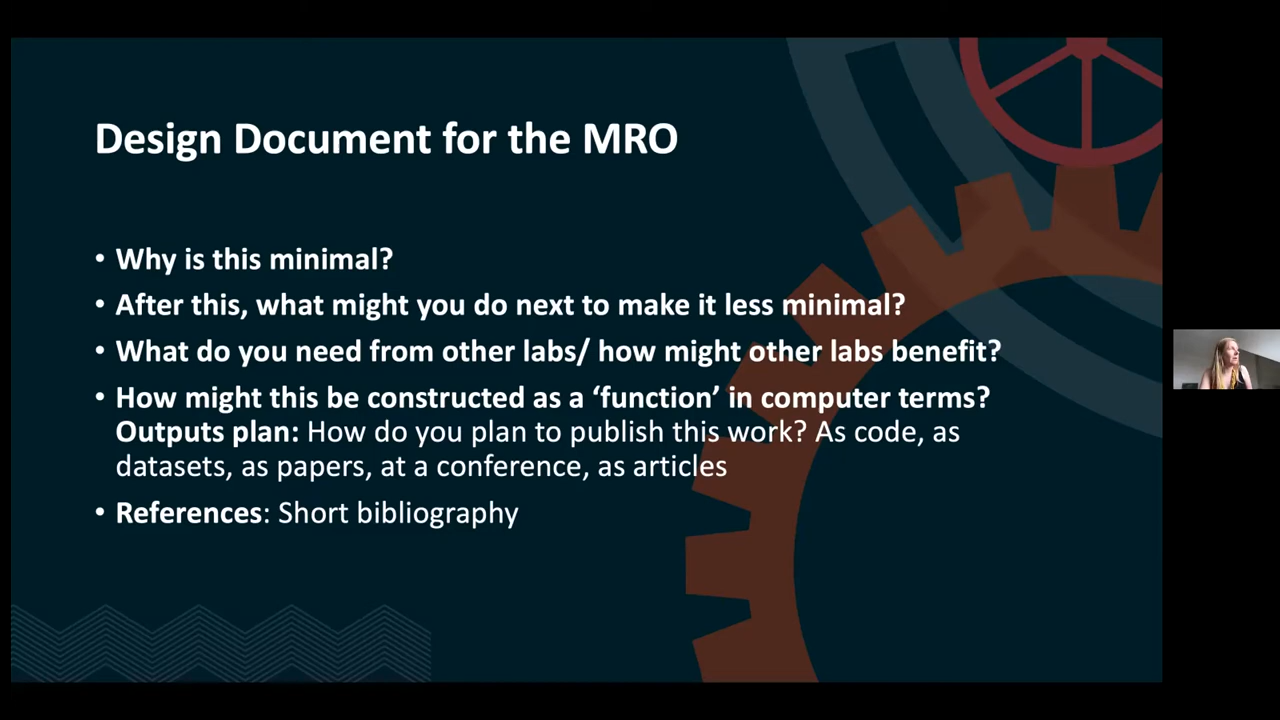 Design Document for the MRO
• Why is this minimal?
• After this, what might you do next to make it less minimal?
• What do you need from other labs/ how might other labs benefit?
• How might this be constructed as a ‘function’ in computer terms?
Outputs plan: How do you plan to publish this work? As code, as
datasets, as papers, at a conference, as articles
• References: Short bibliography